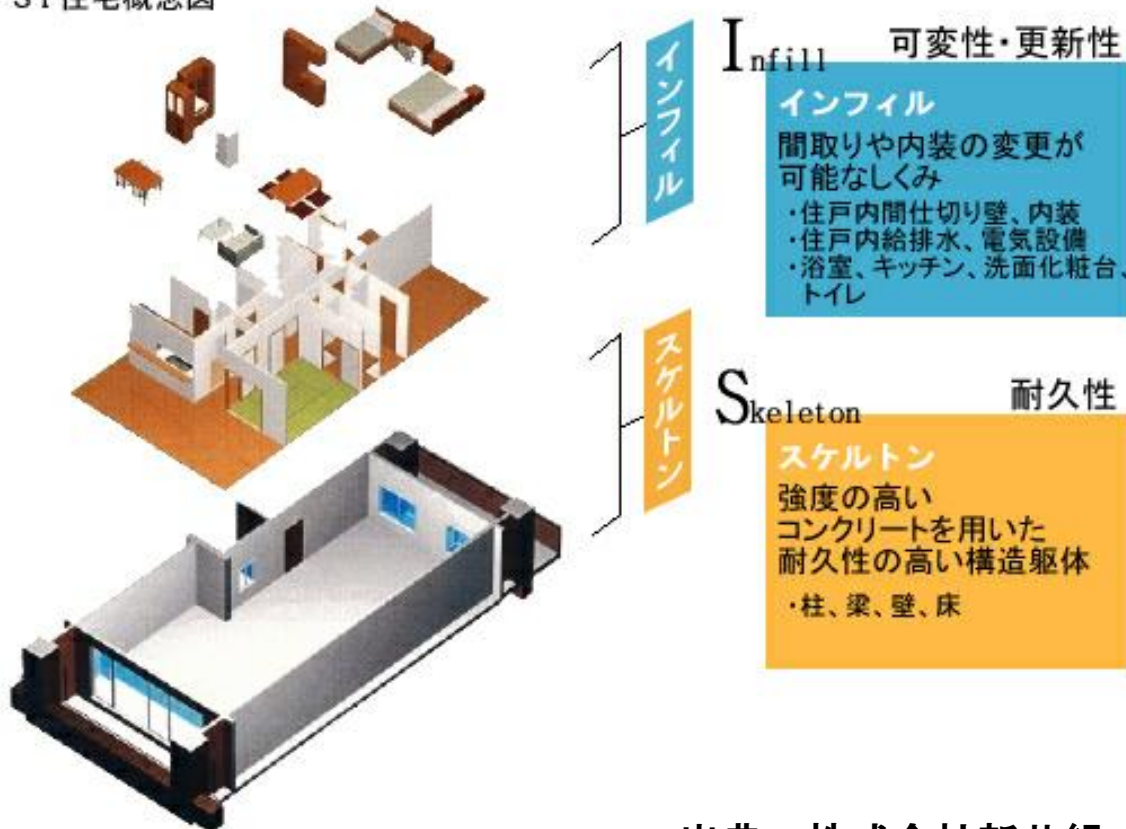 SI住宅概念図
インフィル
Infill 可変性・更新性
インフィル
間取りや内装の変更が
可能なしくみ
・住戸内間仕切り壁、内装
・住戸内給排水、電気設備
・浴室、キッチン、洗面化粧台、
トイレ
スケルトン
Skeleton 耐久性
スケルトン
強度の高い
コンクリートを用いた
耐久性の高い構造躯体
・柱、梁、壁、床